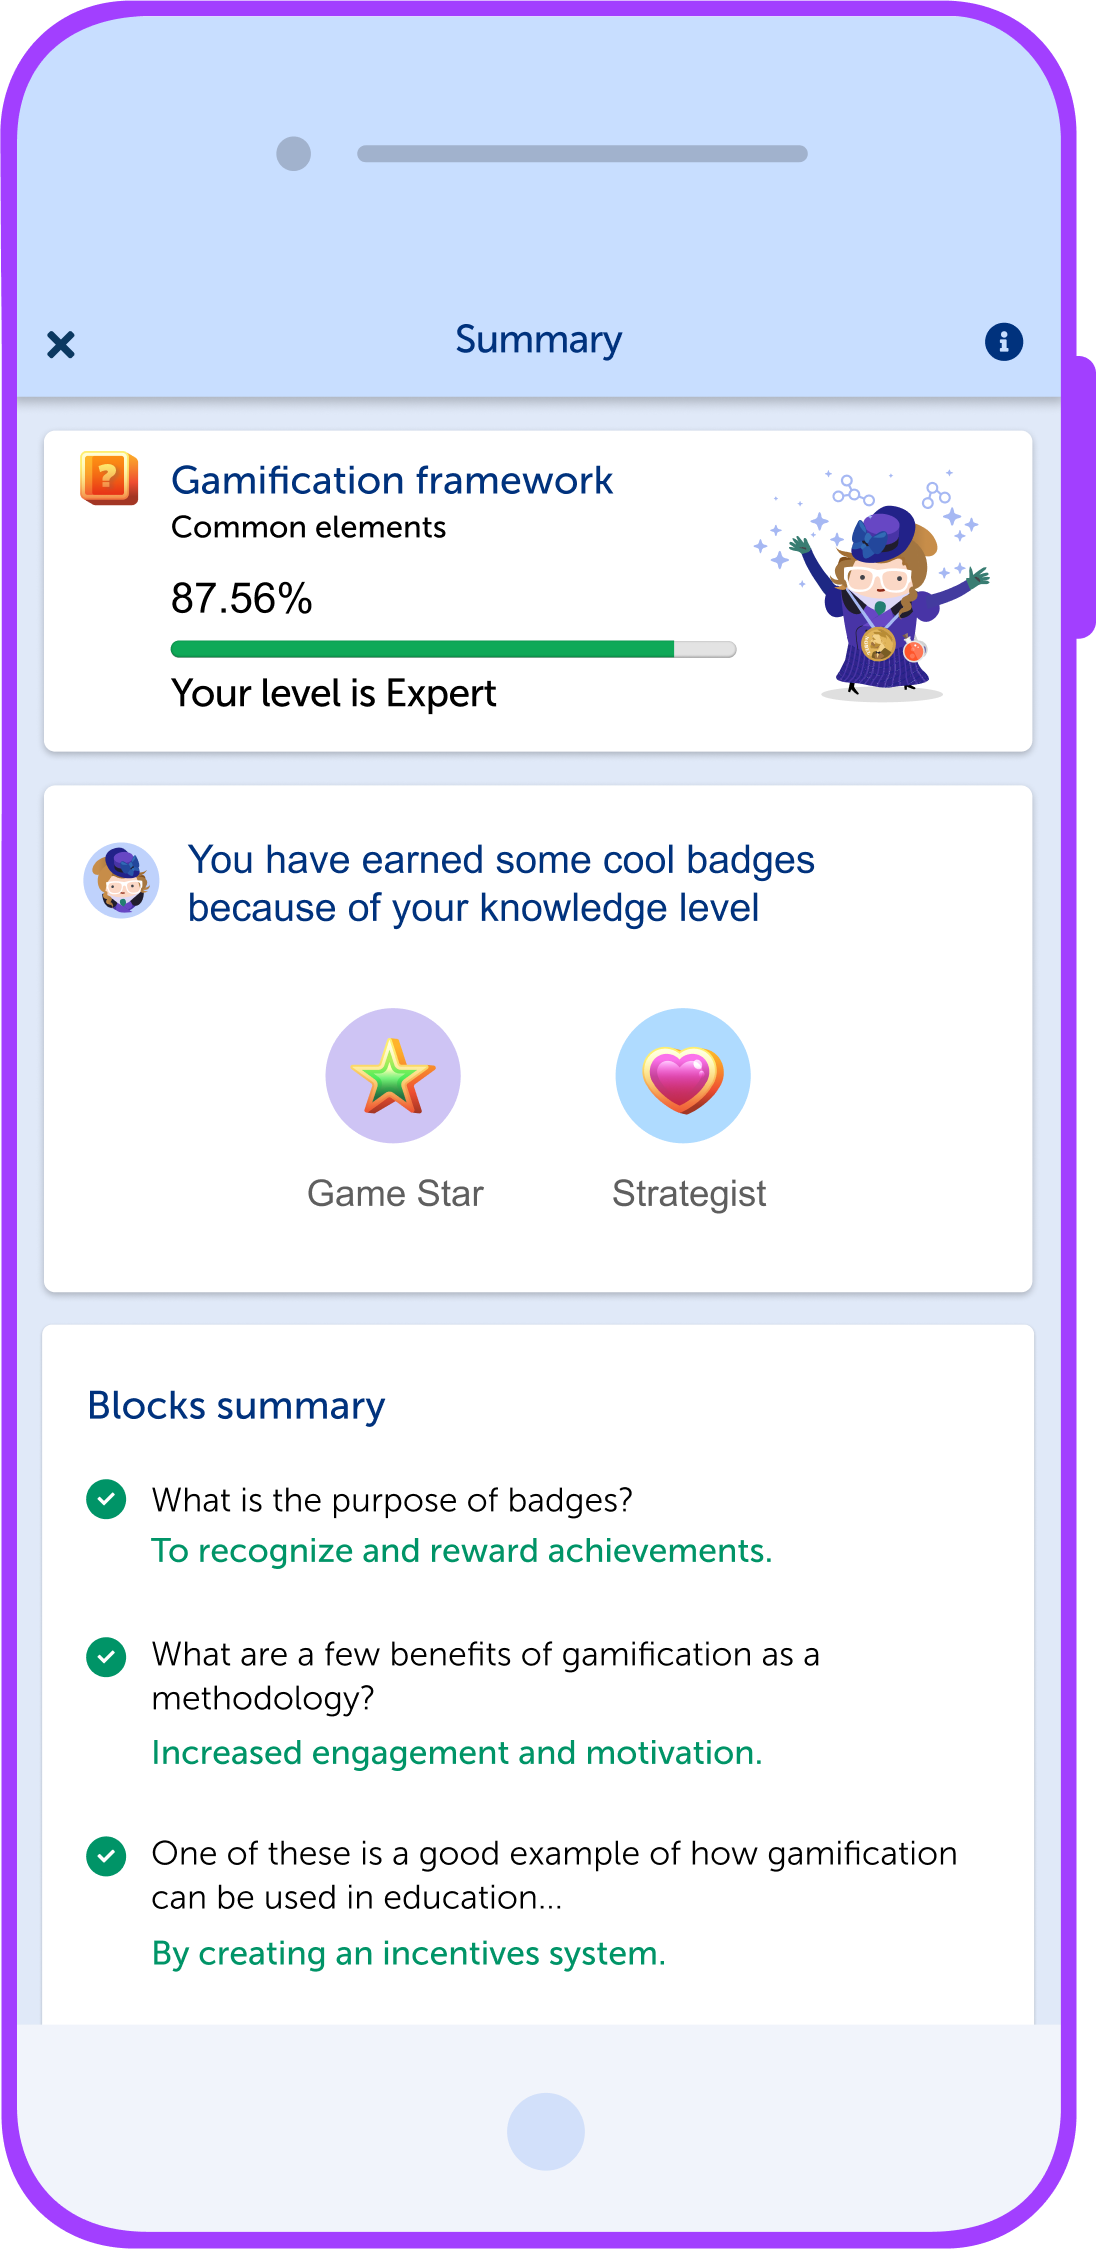 Summary
?
Gamification framework
Common elements
87.56%
Your level is Expert
You have earned some cool badges
because of your knowledge level
Game Star
Strategist
Blocks summary
What is the purpose of badges?
To recognize and reward achievements.
What are a few benefits of gamification as a
methodology?
Increased engagement and motivation.
One of these is a good example of how gamification
can be used in education...
By creating an incentives system.